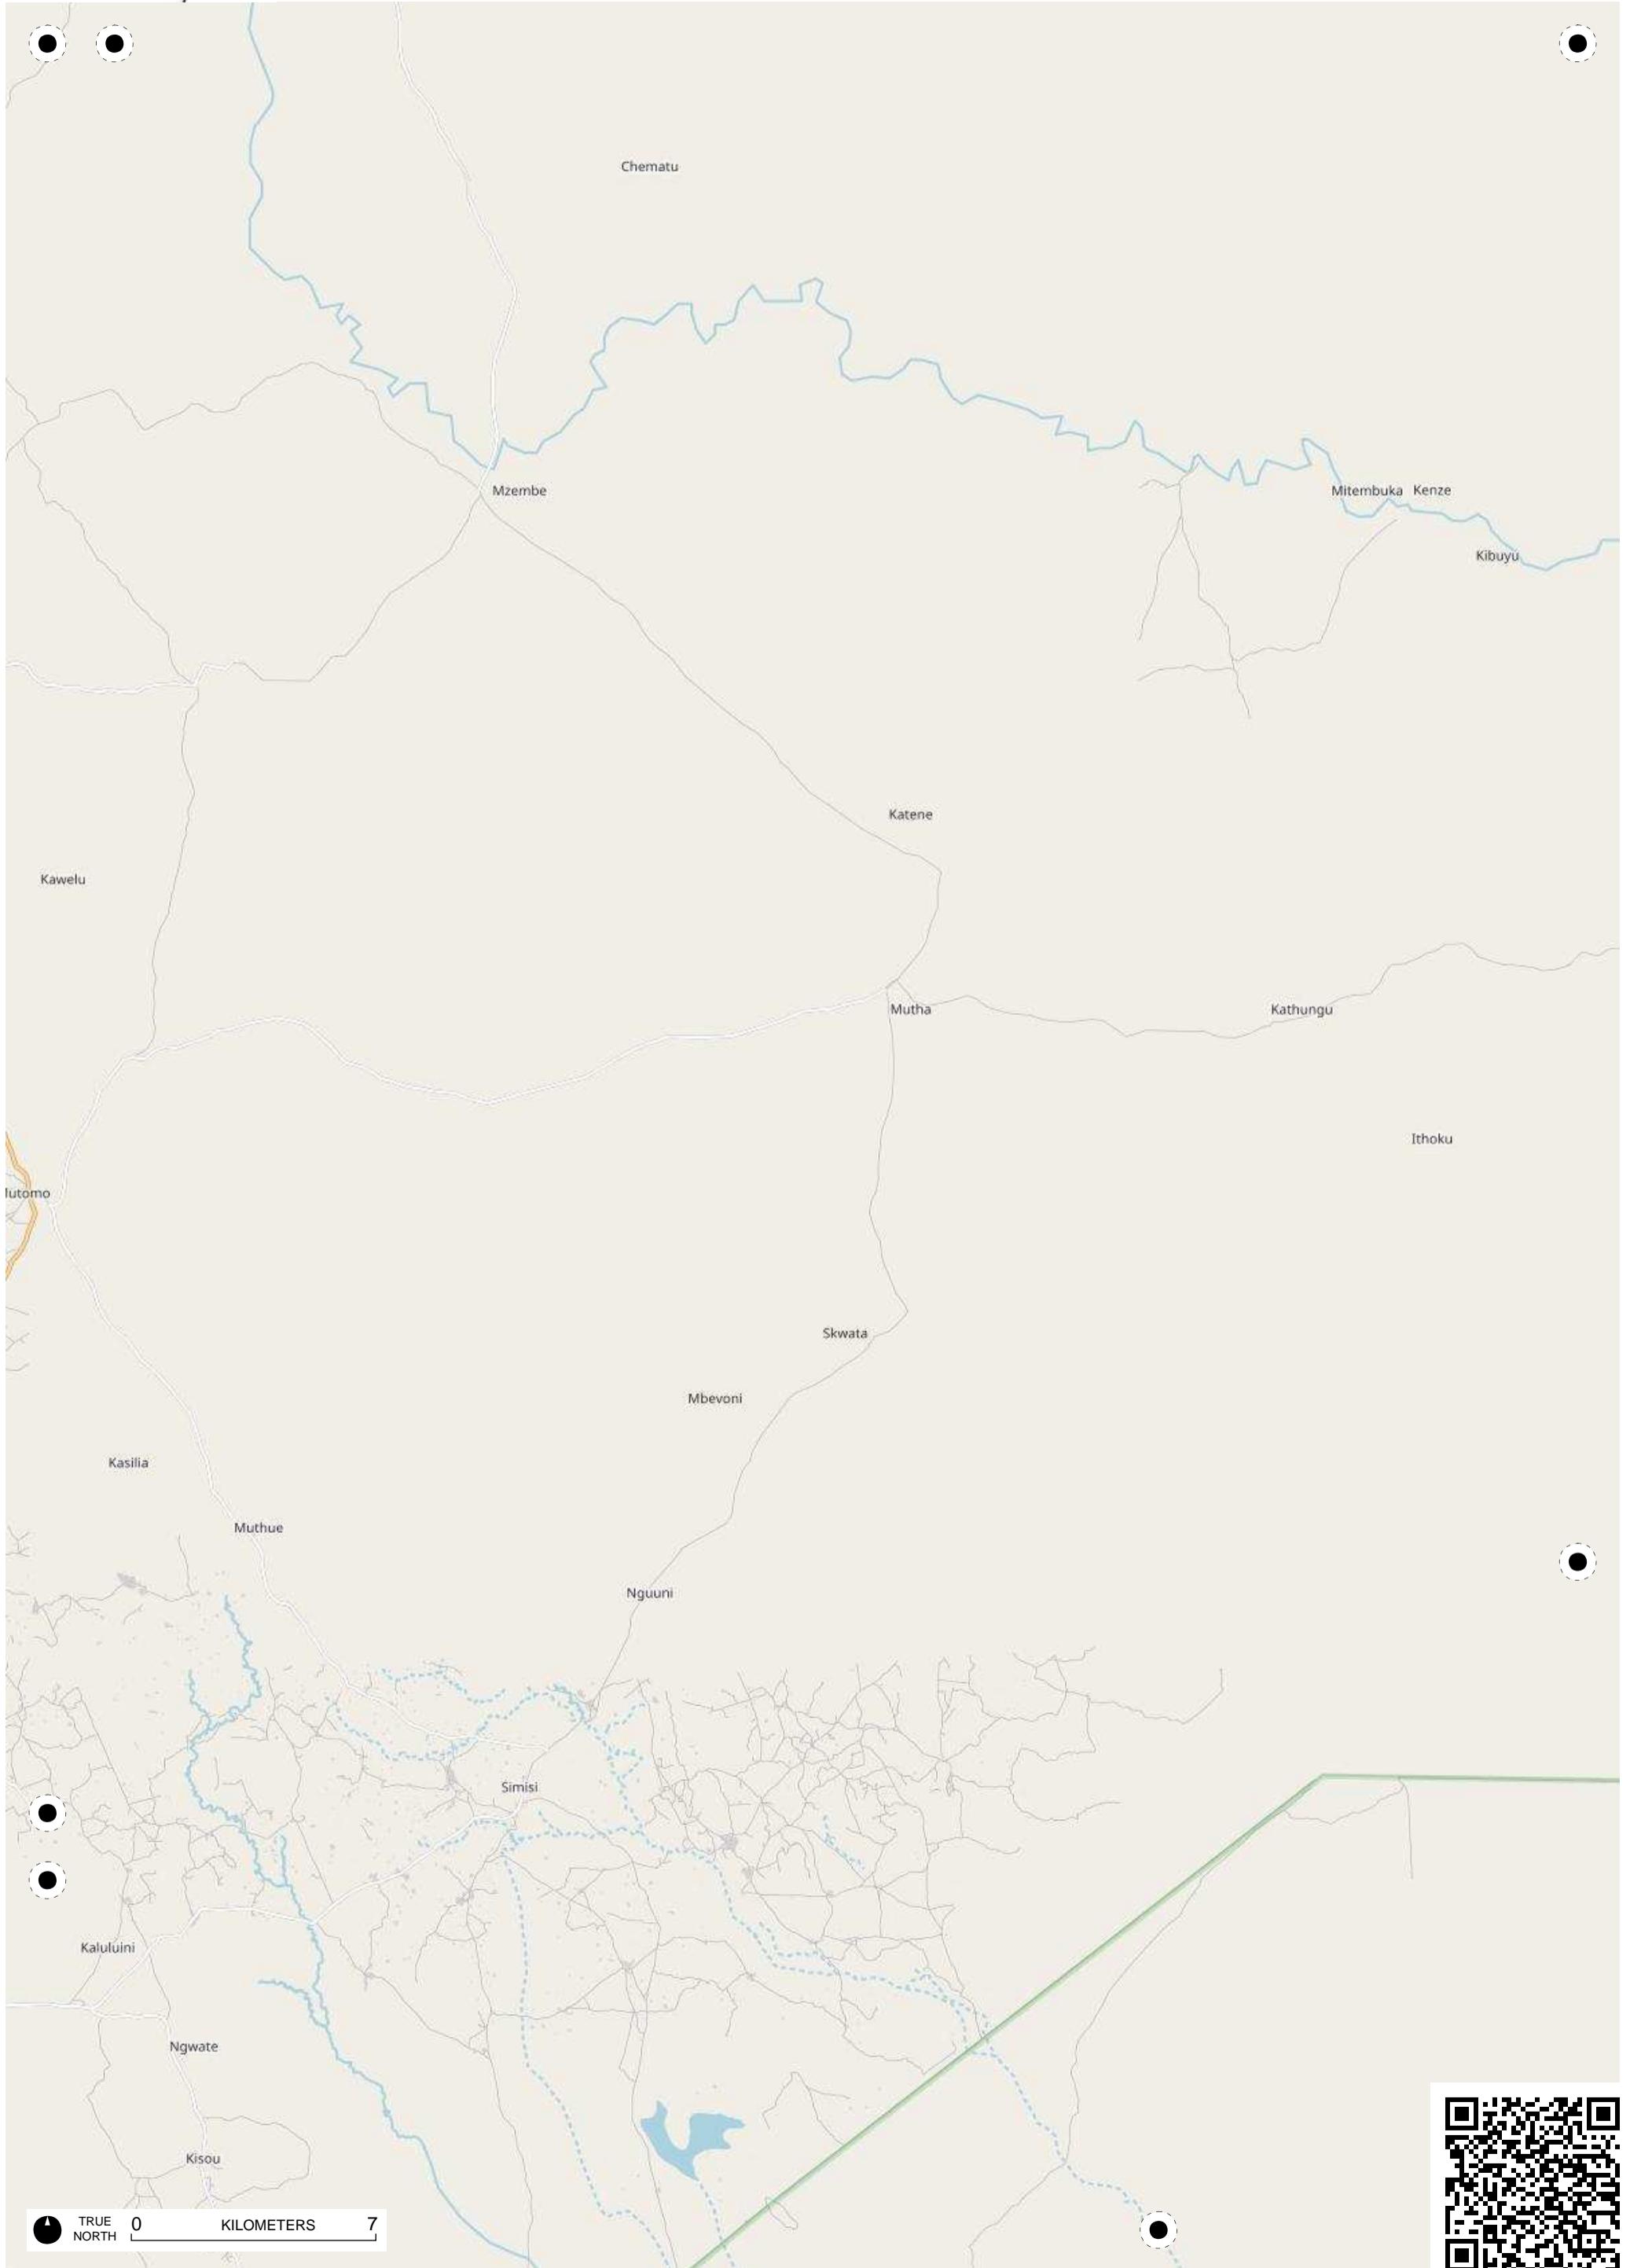 Chematu
Mzembe
Mitembuka
Kenze
Kibuyu
Katene
Kawelu
Mutha
Kathungu
Ithoku
lutomo
Skwata
Mbevoni
Kasilia
Muthue
Nguuni
Simisi
Kaluluini
Ngwate
Kisou
TRUE
NORTH
0 KILOMETERS 7